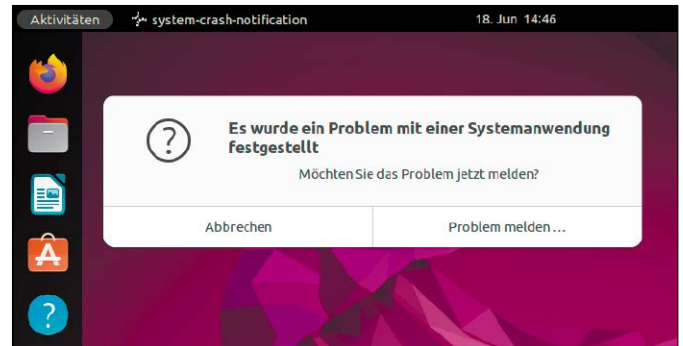 Aktivitäten system-crash-notification 18. Jun 14:46
Es wurde ein Problem mit einer Systemanwendung
festgestellt
Möchten Sie das Problem jetzt melden?
Abbrechen Problem melden…